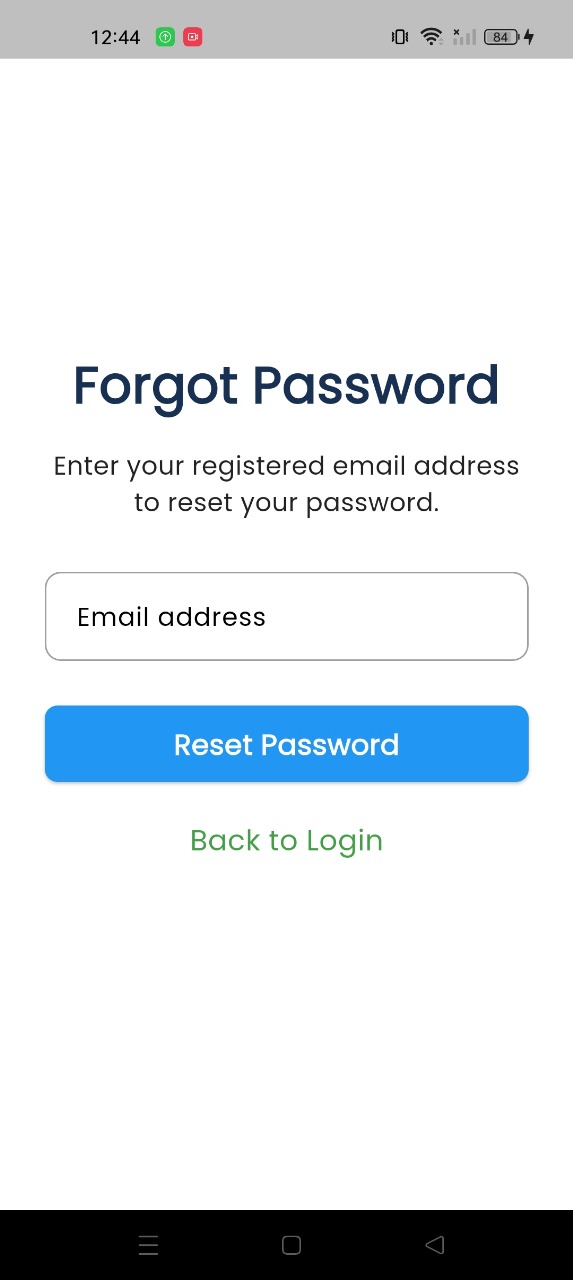 12:44
84
Forgot Password
Enter your registered email address
to reset your password.
Email address
Reset Password
Back to Login